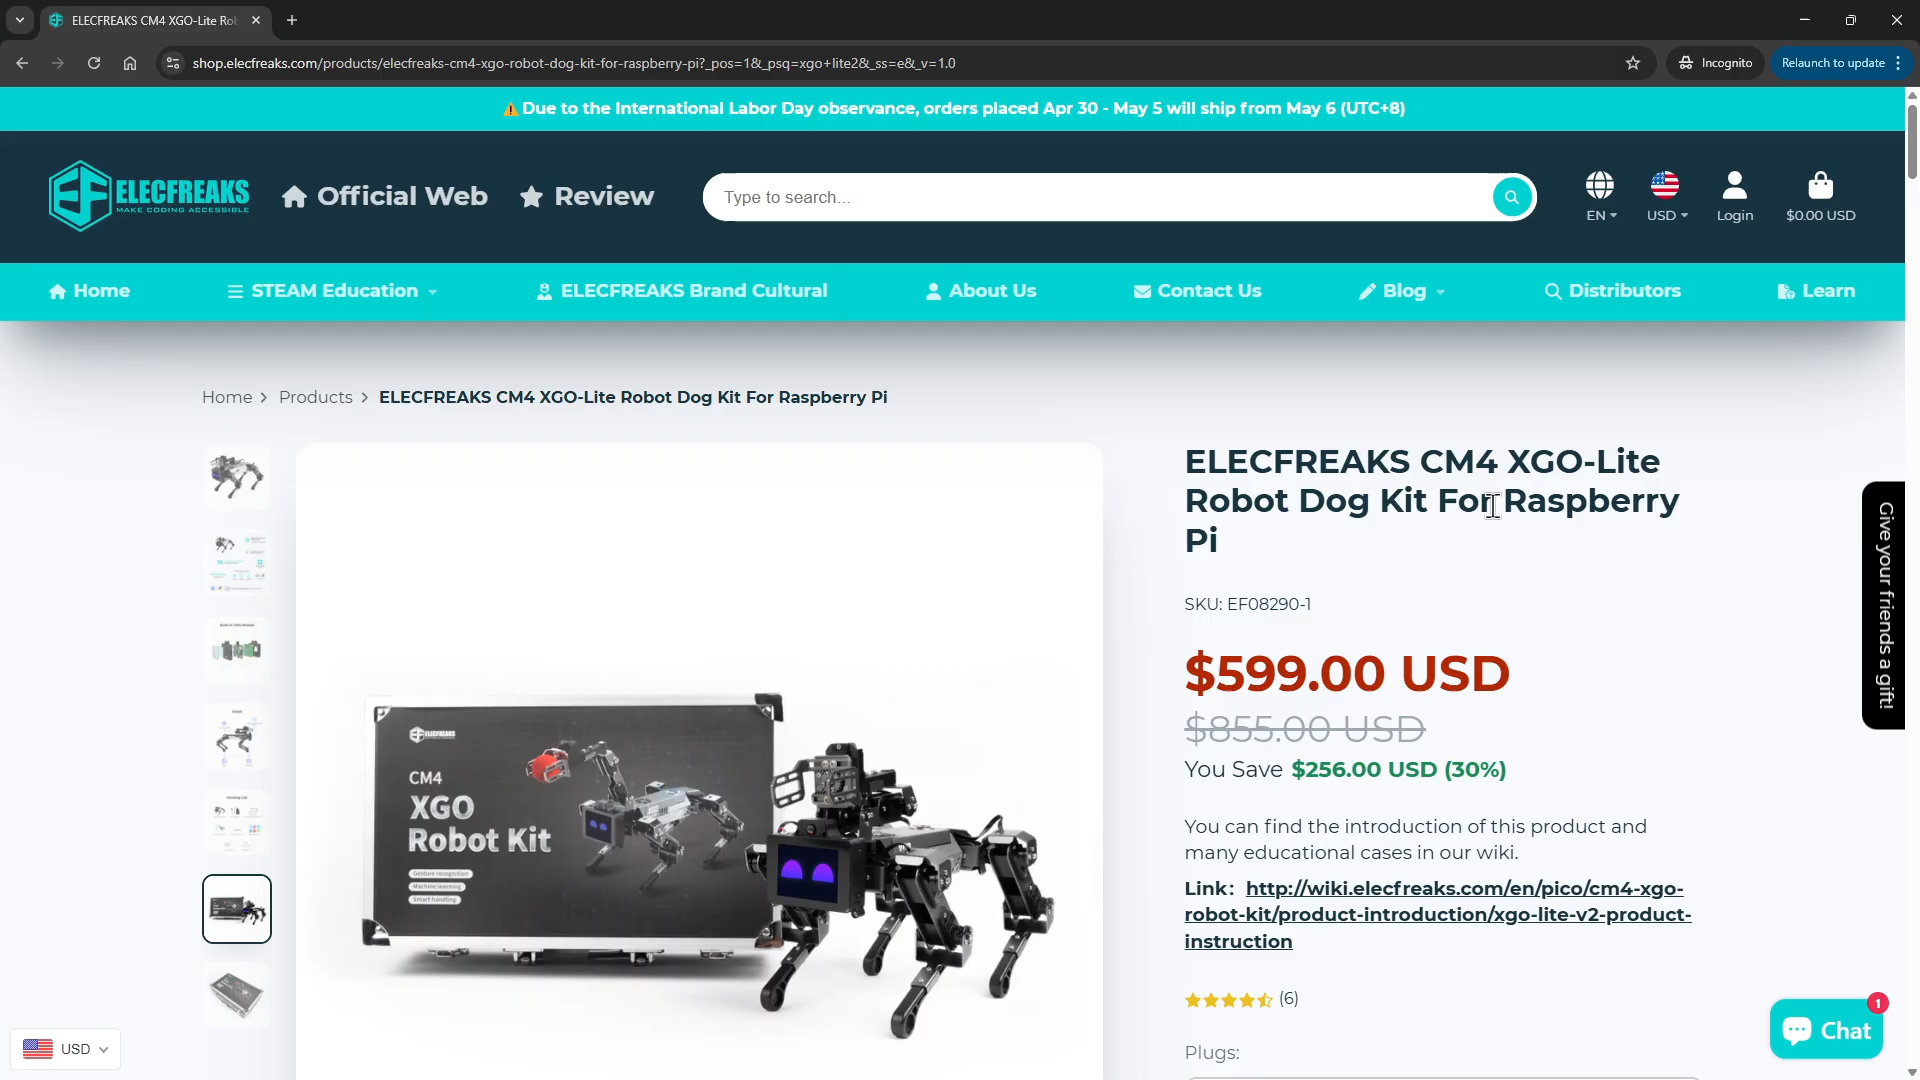 ELECFREAKS CM4 XGO-Lite Rob
shop.elecfreaks.com/products/elecfreaks-cm4-xgo-robot-dog-kit-for-raspberry-pi?_pos=1&_psq=xgo+lite2&_ss=e&_v=1.0
Incognito
Relaunch to update
Due to the International Labor Day observance, orders placed Apr 30 - May 5 will ship from May 6 (UTC+8)
ELECFREAKS
MAKE CODING ACCESSIBLE
Official Web
Review
Type to search...
EN
USD
Login
$0.00 USD
Home
STEAM Education
ELECFREAKS Brand Cultural
About Us
Contact Us
Blog
Distributors
Learn
Home > Products > ELECFREAKS CM4 XGO-Lite Robot Dog Kit For Raspberry Pi
ELECFREAKS
CM4
XGO
Robot Kit
Gesture recognition
Machine learning
Smart handling
ELECFREAKS CM4 XGO-Lite
Robot Dog Kit For Raspberry
Pi
SKU: EF08290-1
$599.00 USD
$855.00 USD
You Save $256.00 USD (30%)
You can find the introduction of this product and
many educational cases in our wiki.
Link： http://wiki.elecfreaks.com/en/pico/cm4-xgo-
robot-kit/product-introduction/xgo-lite-v2-product-
instruction
(6)
Plugs:
Give your friends a gift!
1
Chat
USD